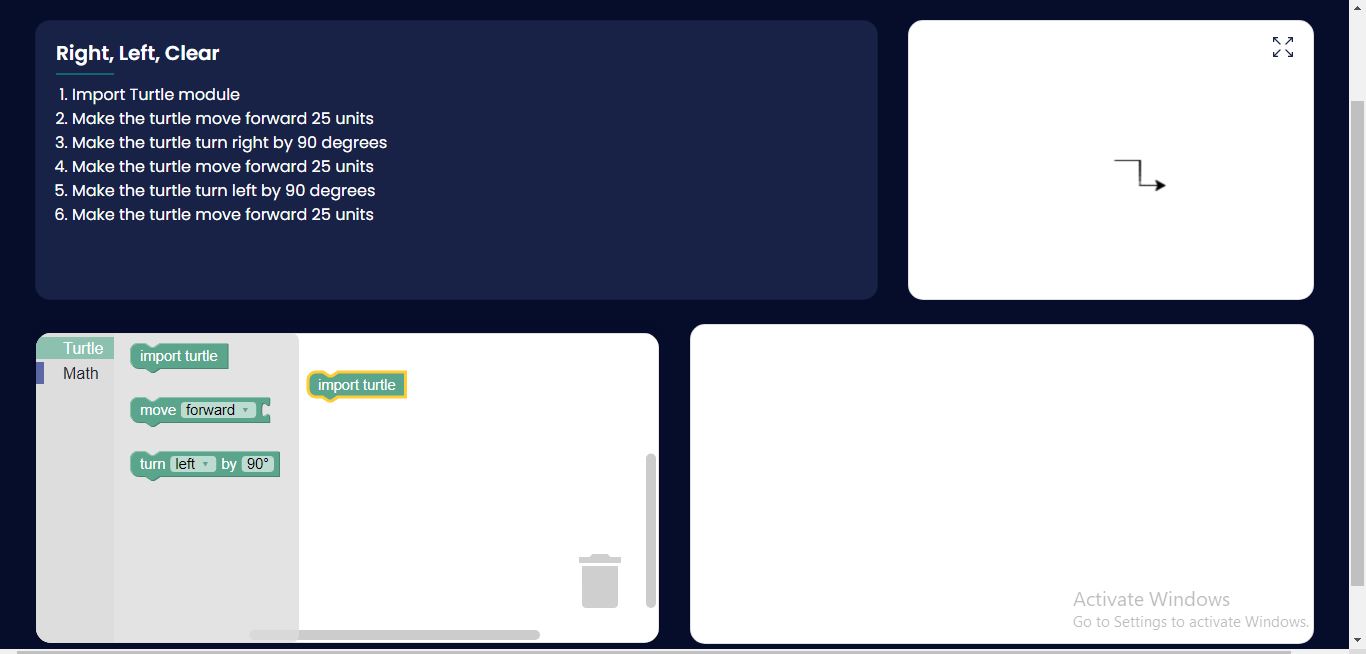 Right, Left, Clear
1. Import Turtle module
2. Make the turtle move forward 25 units
3. Make the turtle turn right by 90 degrees
4. Make the turtle move forward 25 units
5. Make the turtle turn left by 90 degrees
6. Make the turtle move forward 25 units
Turtle
Math
import turtle
move forward
turn left by 90°
import turtle
Activate Windows
Go to Settings to activate Windows.